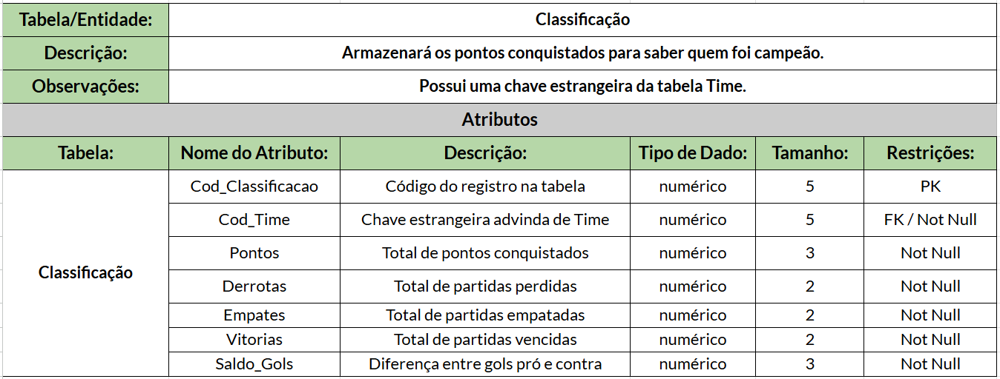 Tabela/Entidade: Classificação
Descrição: Armazenará os pontos conquistados para saber quem foi campeão.
Observações: Possui uma chave estrangeira da tabela Time.
Atributos
Tabela: Nome do Atributo: Descrição: Tipo de Dado: Tamanho: Restrições:
Cod_Classificacao Código do registro na tabela numérico 5 PK
Cod_Time Chave estrangeira advinda de Time numérico 5 FK / Not Null
Pontos Total de pontos conquistados numérico 3 Not Null
Classificação
Derrotas Total de partidas perdidas numérico 2 Not Null
Empates Total de partidas empatadas numérico 2 Not Null
Vitorias Total de partidas vencidas numérico 2 Not Null
Saldo_Gols Diferença entre gols pró e contra numérico 3 Not Null